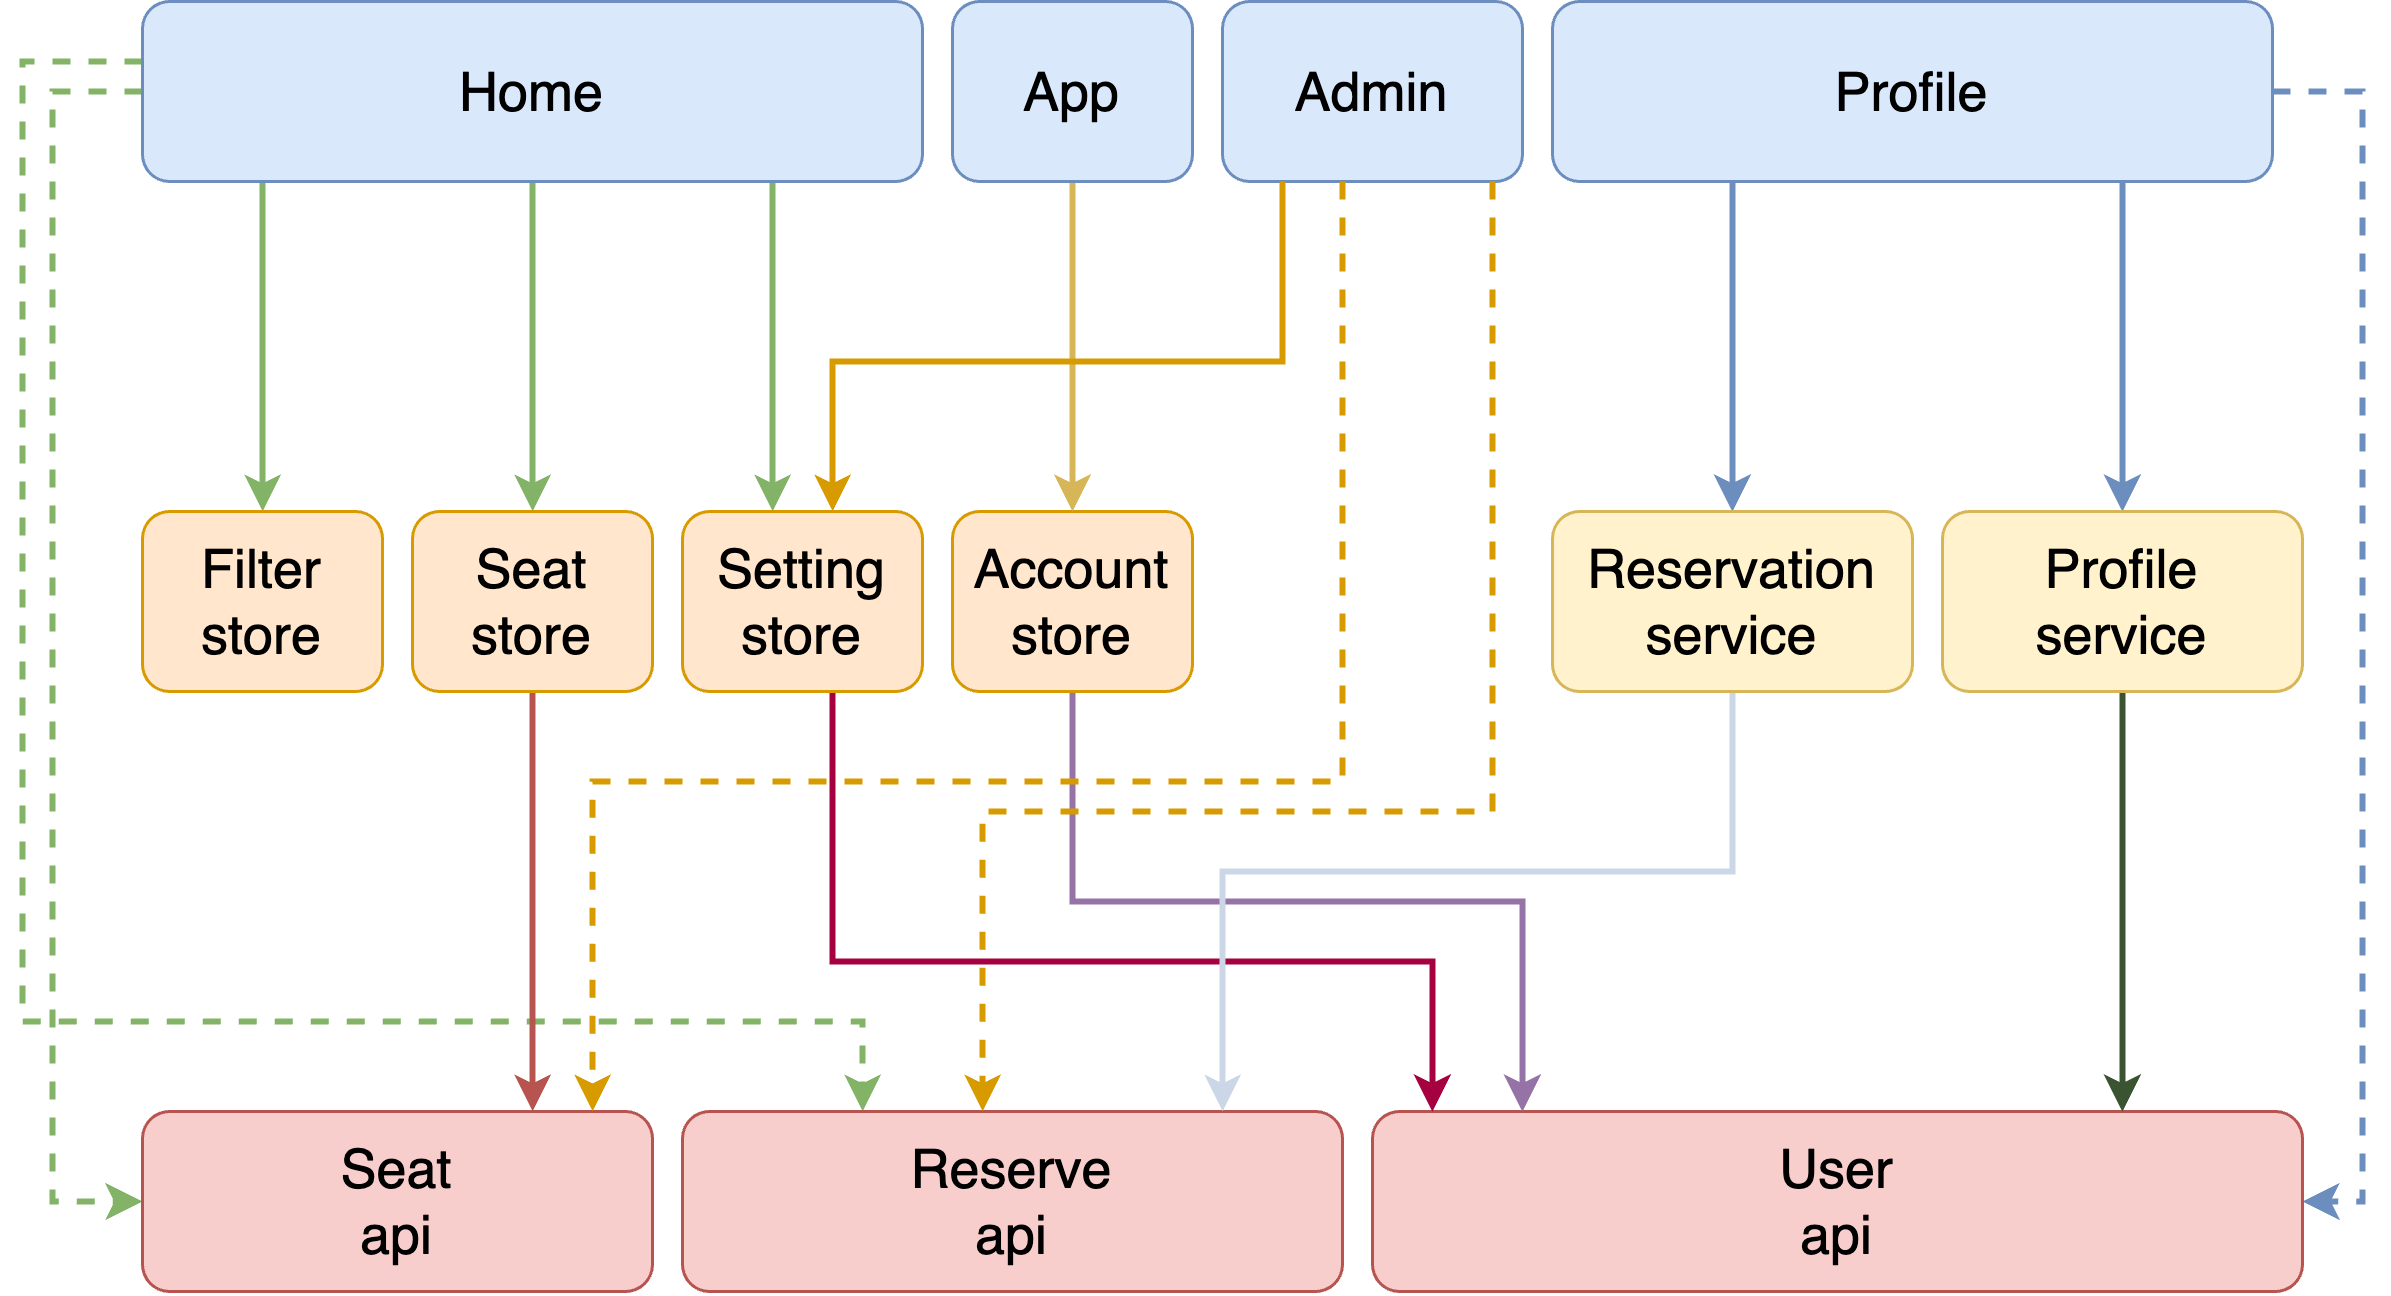 Home
App
Admin
Profile
Filter
store
Seat
store
Setting
store
Account
store
Reservation
service
Profile
service
Seat
api
Reserve
api
User
api